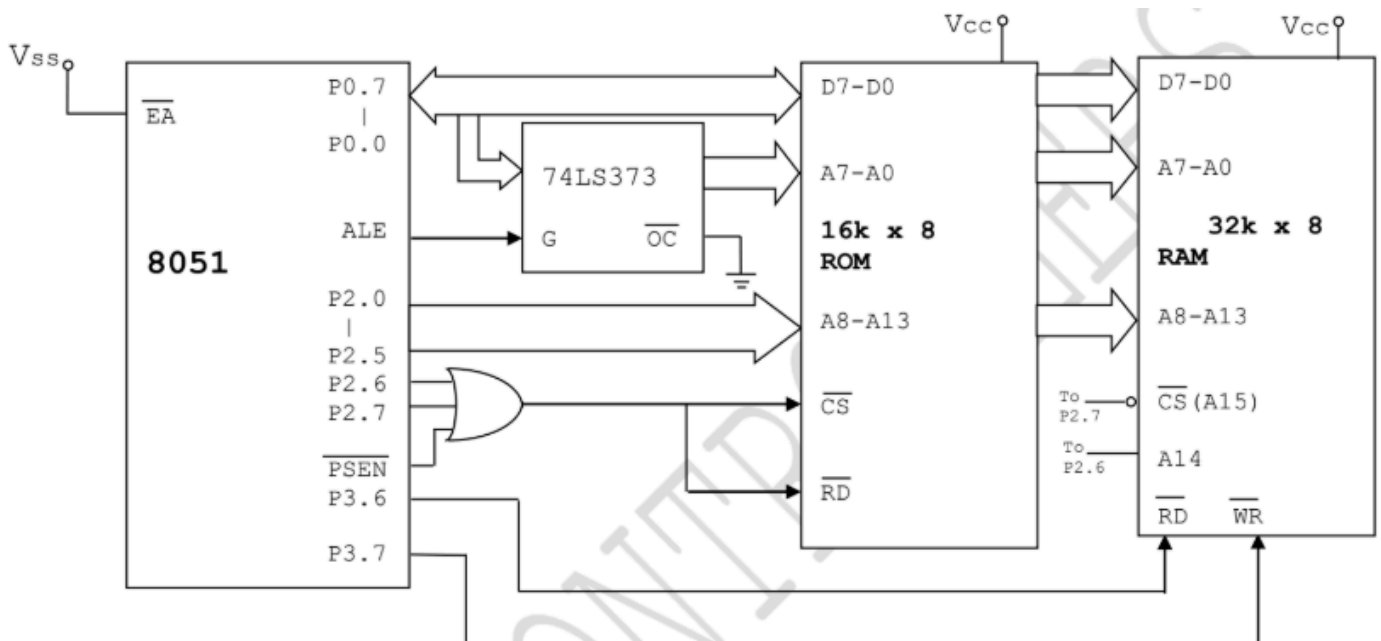 Vcc
Vcc
Vss
EA
P0.7
|
P0.0
ALE
8051
P2.0
|
P2.5
P2.6
P2.7
PSEN
P3.6
P3.7
74LS373
G
OC
D7-D0
A7-A0
16k x 8
ROM
A8-A13
CS
RD
D7-D0
A7-A0
32k x 8
RAM
A8-A13
To
P2.7
CS(A15)
To
P2.6
A14
RD WR